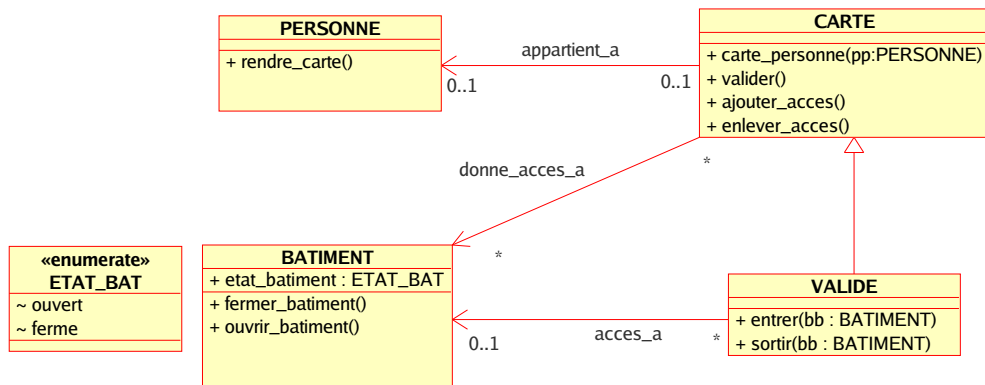 PERSONNE
+ rendre_carte()
appartient_a
0..1
0..1
CARTE
+ carte_personne(pp:PERSONNE)
+ valider()
+ ajouter_acces()
+ enlever_acces()
donne_acces_a
*
*
«enumerate»
ETAT_BAT
~ ouvert
~ ferme
BATIMENT
+ etat_batiment : ETAT_BAT
+ fermer_batiment()
+ ouvrir_batiment()
0..1
acces_a
*
VALIDE
+ entrer(bb : BATIMENT)
+ sortir(bb : BATIMENT)